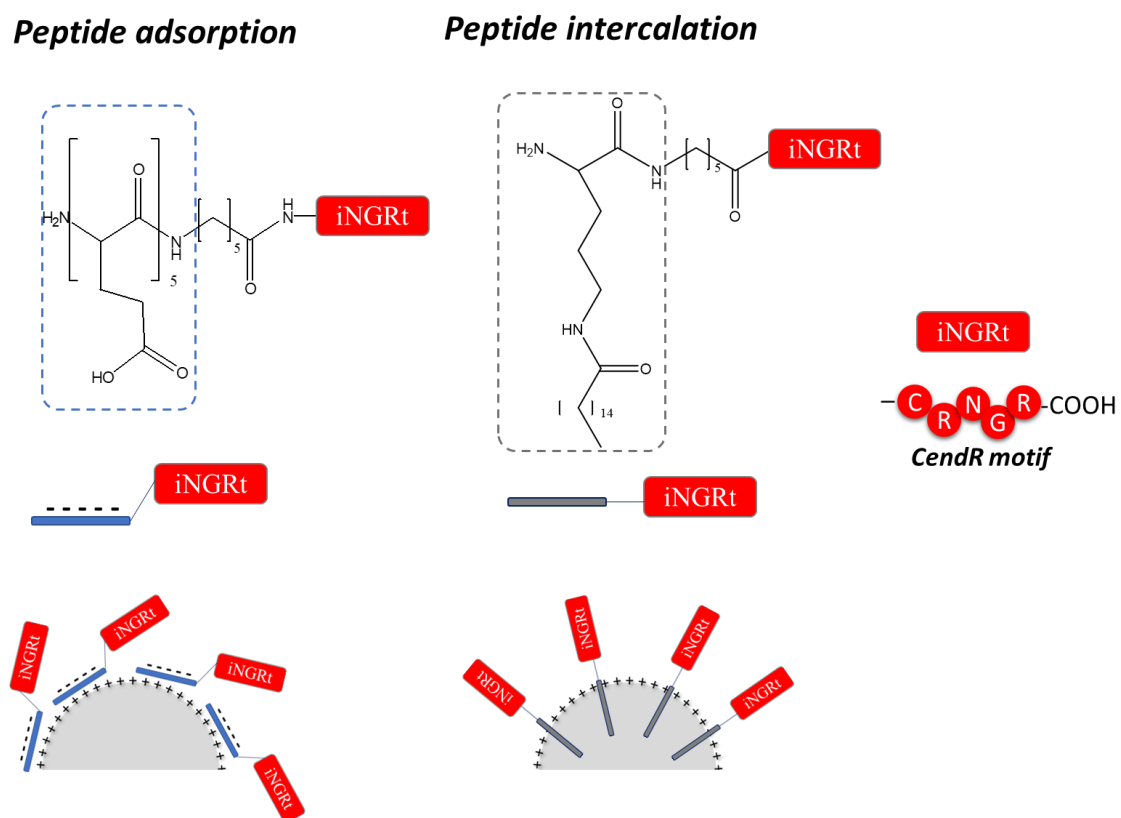 Peptide adsorption
Peptide intercalation
O
H₂N
N
H
5
5
O
H
N
iNGRt
HO
O
O
H₂N
N
H
5
O
iNGRt
HN
O
14
iNGRt
C R N G R -COOH
CendR motif
iNGRt
iNGRt
iNGRt
iNGRt
iNGRt
iNGRt
iNGRt
iNGRt
iNGRt
iNGRt